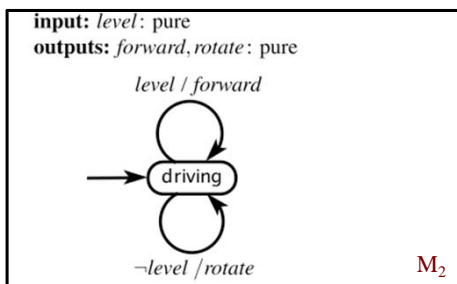 input: level: pure
outputs: forward, rotate: pure
level / forward
driving
¬level / rotate
M₂